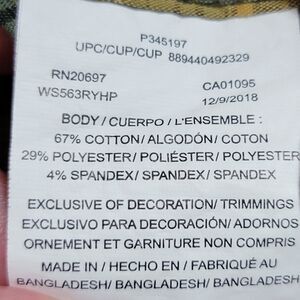 P345197
UPC/CUP/CUP 889440492329
RN20697 CA01095
WS563RYHP 12/9/2018
BODY / CUERPO / L'ENSEMBLE :
67% COTTON/ ALGODÓN/ COTON
29% POLYESTER/ POLIÉSTER/ POLYESTER
4% SPANDEX/ SPANDEX/ SPANDEX
EXCLUSIVE OF DECORATION/ TRIMMINGS
EXCLUSIVO PARA DECORACIÓN/ ADORNOS
ORNEMENT ET GARNITURE NON COMPRIS
MADE IN / HECHO EN / FABRIQUÉ AU
BANGLADESH/ BANGLADESH/ BANGLADESH